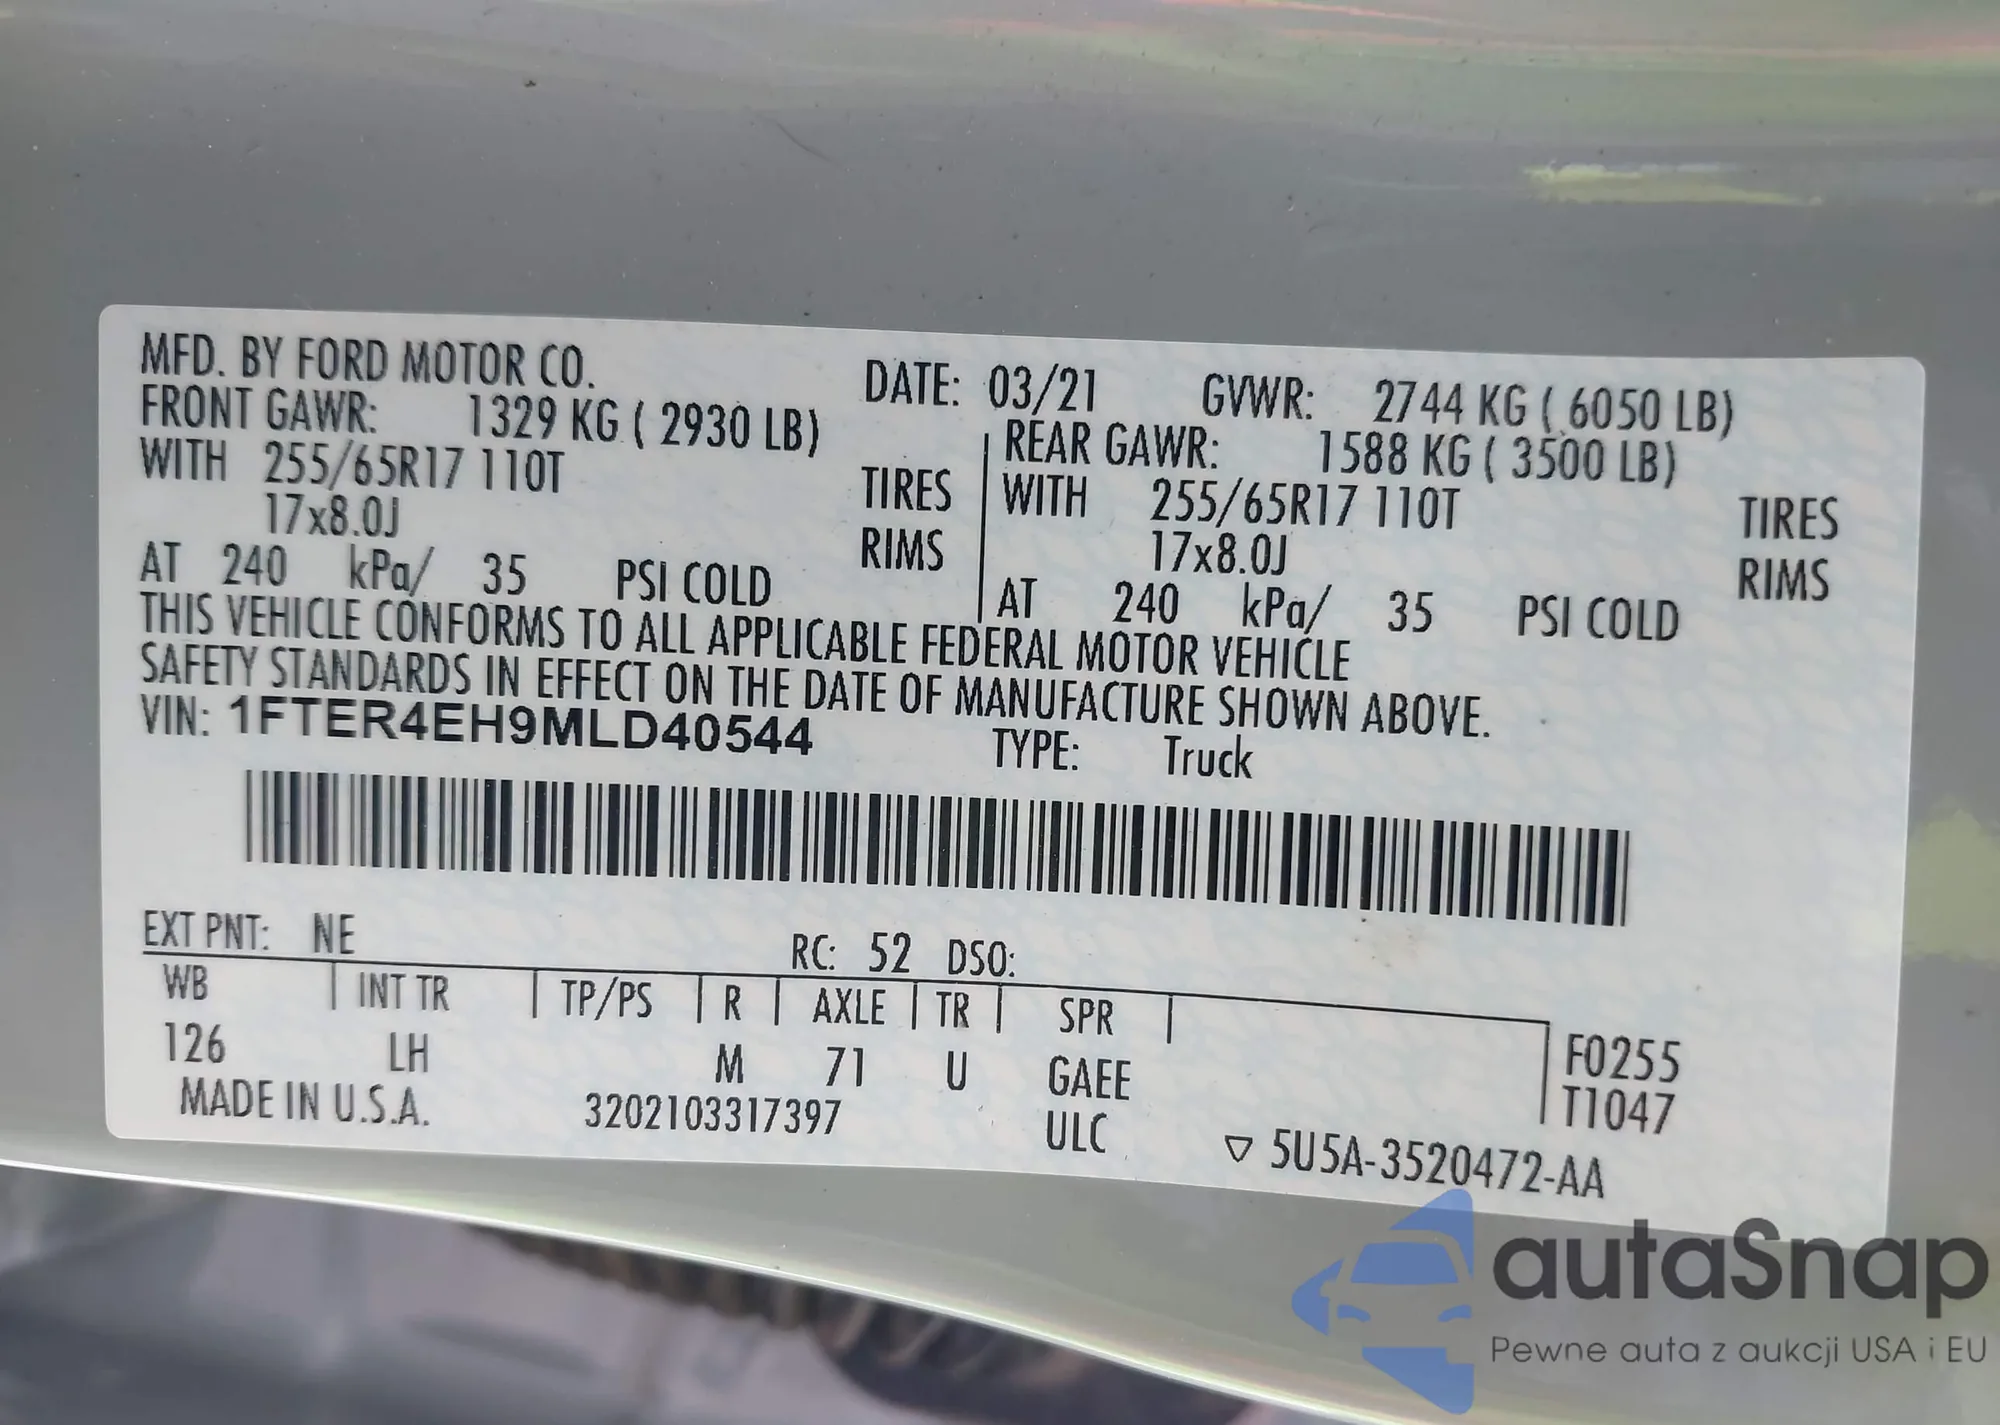 MFD. BY FORD MOTOR CO.
DATE: 03/21 GVWR: 2744 KG ( 6050 LB)
FRONT GAWR: 1329 KG ( 2930 LB)
WITH 255/65R17 110T TIRES
17x8.0J RIMS
AT 240 kPa/ 35 PSI COLD
REAR GAWR: 1588 KG ( 3500 LB)
WITH 255/65R17 110T TIRES
17x8.0J RIMS
AT 240 kPa/ 35 PSI COLD
THIS VEHICLE CONFORMS TO ALL APPLICABLE FEDERAL MOTOR VEHICLE
SAFETY STANDARDS IN EFFECT ON THE DATE OF MANUFACTURE SHOWN ABOVE.
VIN: 1FTER4EH9MLD40544 TYPE: Truck
EXT PNT: NE RC: 52 DSO:
WB | INT TR | TP/PS | R | AXLE | TR | SPR |
126 LH M 71 U GAEE
F0255
T1047
MADE IN U.S.A. 3202103317397 ULC
▽ 5U5A-3520472-AA
autaSnap
Pewne auta z aukcji USA i EU